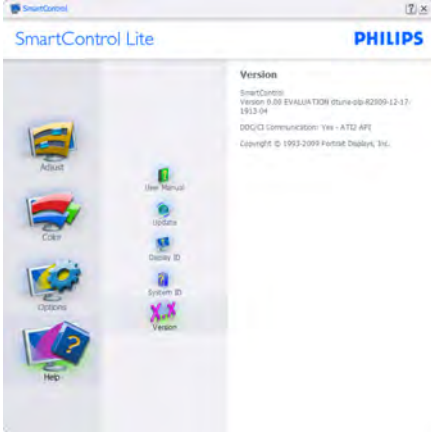 SmartControl
SmartControl Lite
PHILIPS
Adjust
Color
Options
Help
User Manual
Update
Display ID
System ID
Version
Version
SmartControl
DDC/CI Communication: Yes - ATI2 API
Copyright © 1993-2009 Portrait Displays, Inc.